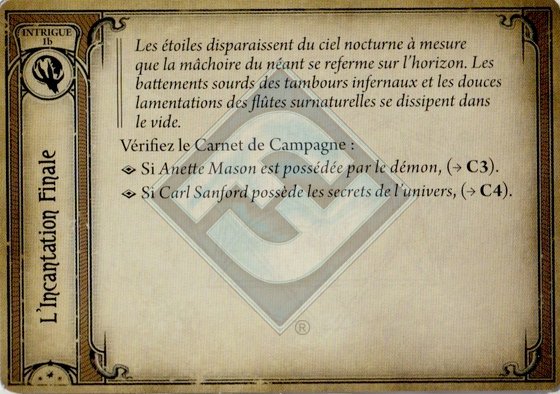 INTRIGUE
1b
L'Incantation Finale
Les étoiles disparaissent du ciel nocturne à mesure
que la mâchoire du néant se referme sur l'horizon. Les
battements sourds des tambours infernaux et les douces
lamentations des flûtes surnaturelles se dissipent dans
le vide.
Vérifiez le Carnet de Campagne :
Si Anette Mason est possédée par le démon, (→ C3).
Si Carl Sanford possède les secrets de l'univers, (→ C4).
®